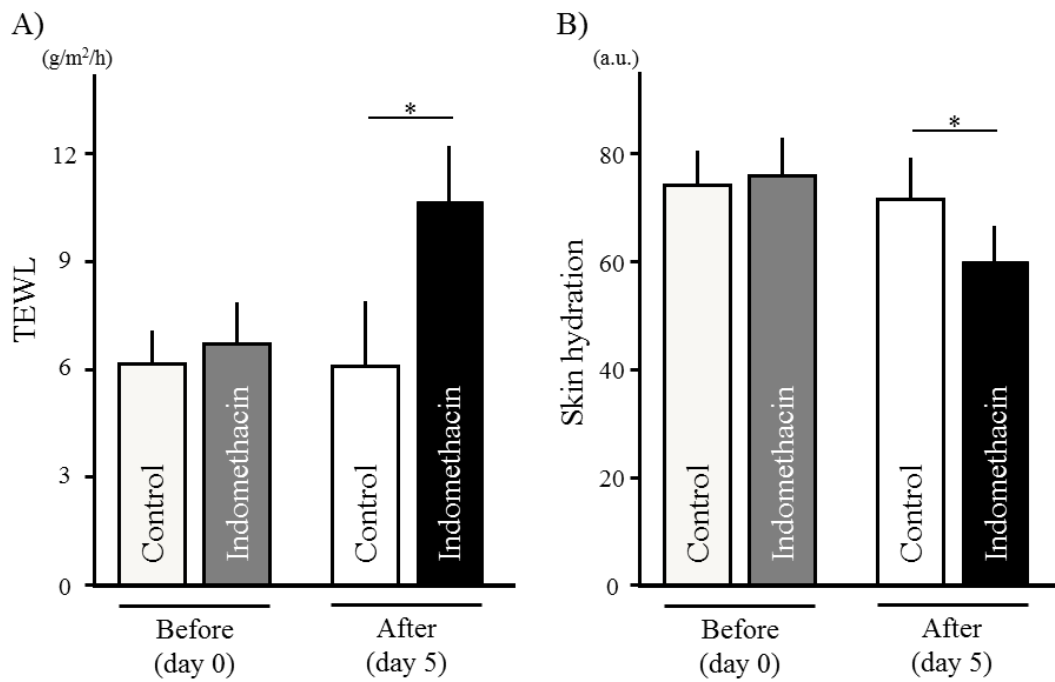 A)
(g/m²/h)
TEWL
12
9
6
3
0
Control
Indomethacin
Control
Indomethacin
*
Before
(day 0)
After
(day 5)
B)
(a.u.)
Skin hydration
80
60
40
20
0
Control
Indomethacin
Control
Indomethacin
*
Before
(day 0)
After
(day 5)